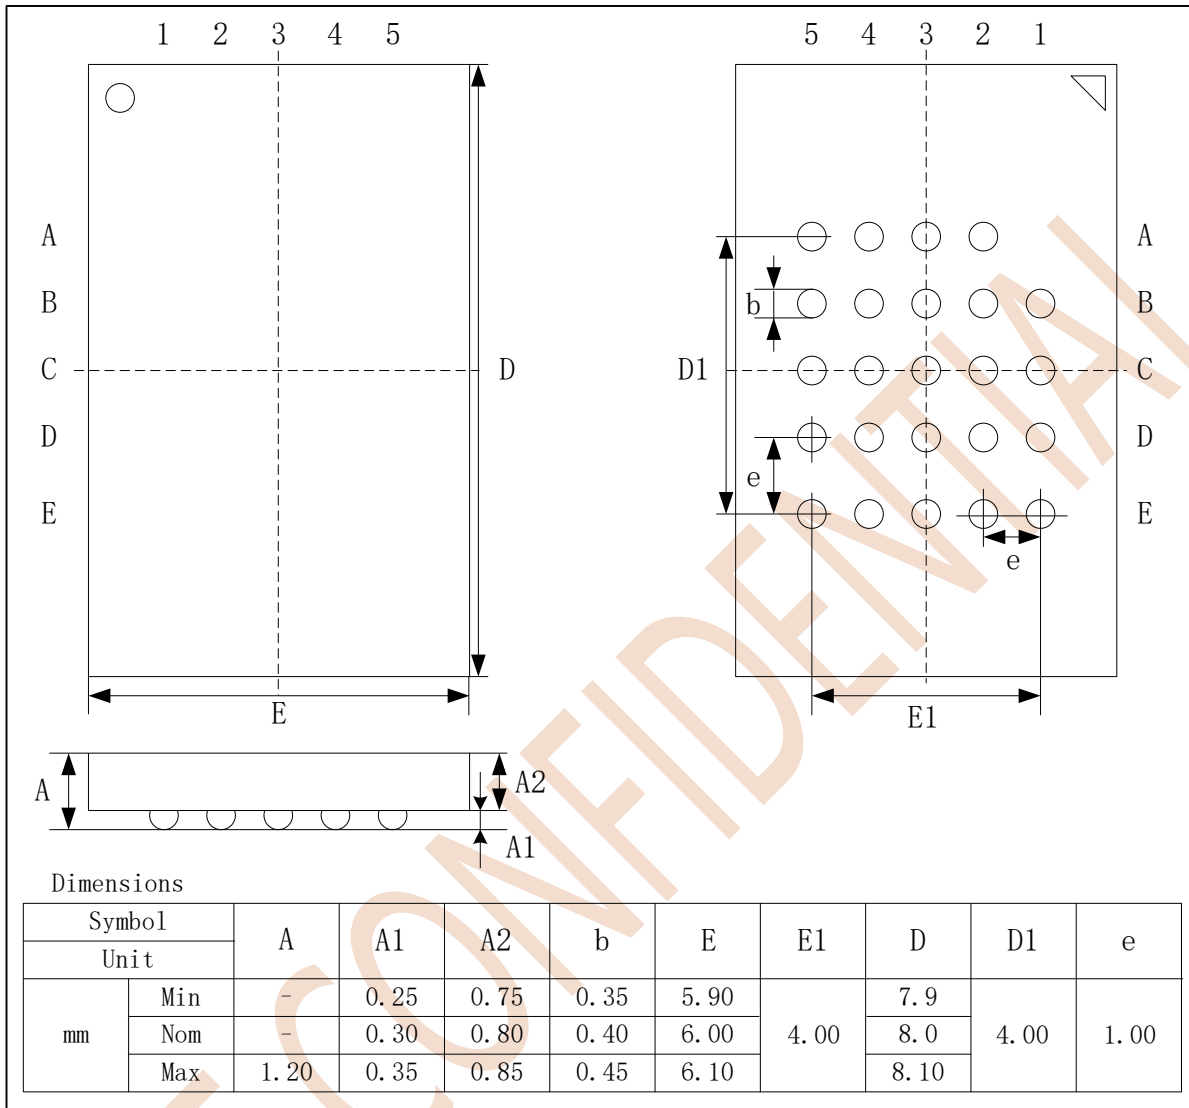 1 2 3 4 5
5 4 3 2 1
A
A
B
b
B
C
D
D1
C
D
D
e
E
E
e
E
E1
A
A2
A1
CONFIDENTIAL
Dimensions
Symbol A A1 A2 b E E1 D D1 e
Unit
mm Min - 0.25 0.75 0.35 5.90 4.00 7.9 4.00 1.00
Nom - 0.30 0.80 0.40 6.00 8.0
Max 1.20 0.35 0.85 0.45 6.10 8.10